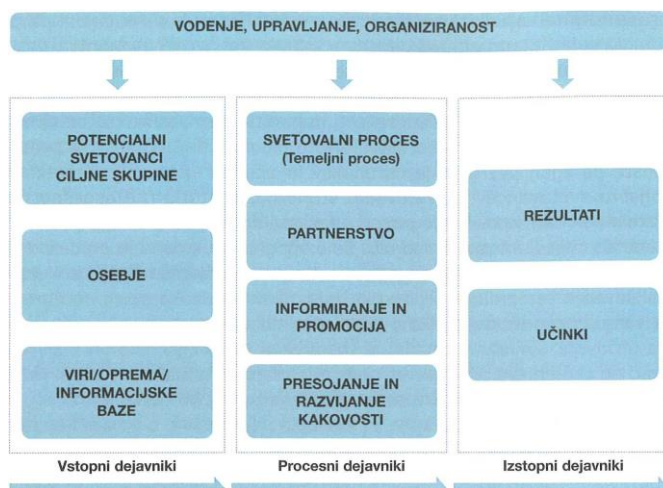 VODENJE, UPRAVLJANJE, ORGANIZIRANOST
POTENCIALNI
SVETOVANCI
CILJNE SKUPINE
OSEBJE
VIRI/OPREMA/
INFORMACIJSKE
BAZE
Vstopni dejavniki
SVETOVALNI PROCES
(Temeljni proces)
PARTNERSTVO
INFORMIRANJE IN
PROMOCIJA
PRESOJANJE IN
RAZVIJANJE
KAKOVOSTI
Procesni dejavniki
REZULTATI
UČINKI
Izstopni dejavniki